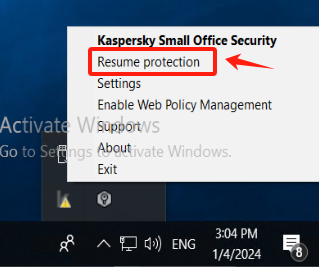 Kaspersky Small Office Security
Resume protection
Settings
Enable Web Policy Management
Support
About
Exit
Activate Windows
Go to Settings to activate Windows.
ENG
3:04 PM
1/4/2024
8